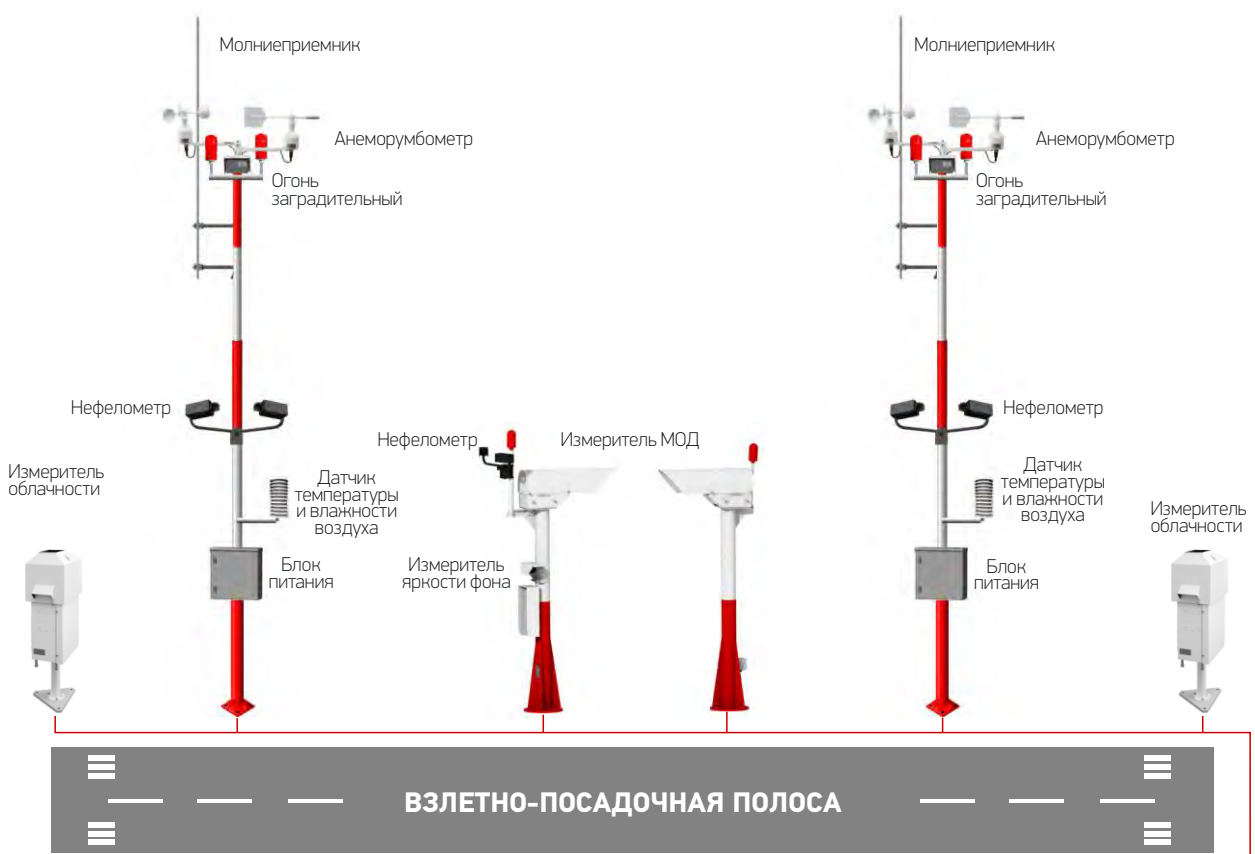 Молниеприемник
Молниеприемник
Анеморумбометр
Анеморумбометр
Огонь
заградительный
Огонь
заградительный
Нефелометр
Нефелометр
Нефелометр
Измеритель МОД
Измеритель
облачности
Датчик
температуры
и влажности
воздуха
Датчик
температуры
и влажности
воздуха
Измеритель
облачности
Блок
питания
Измеритель
яркости фона
Блок
питания
ВЗЛЕТНО-ПОСАДОЧНАЯ ПОЛОСА